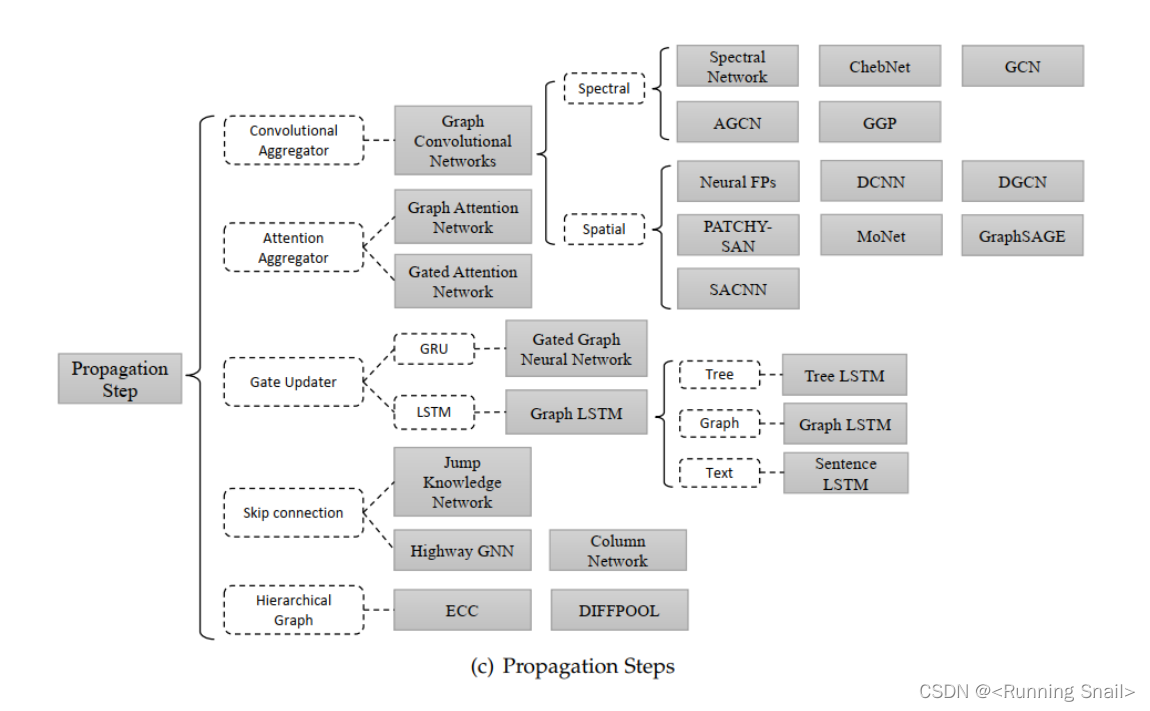 Propagation
Step
Convolutional
Aggregator
Graph
Convolutional
Networks
Spectral
Spectral
Network
ChebNet
GCN
AGCN
GGP
Spatial
Neural FPs
DCNN
DGCN
PATCHY-
SAN
MoNet
GraphSAGE
SACNN
Attention
Aggregator
Graph Attention
Network
Gated Attention
Network
Gate Updater
GRU
Gated Graph
Neural Network
LSTM
Graph LSTM
Tree
Tree LSTM
Graph
Graph LSTM
Text
Sentence
LSTM
Skip connection
Jump
Knowledge
Network
Highway GNN
Column
Network
Hierarchical
Graph
ECC
DIFFPOOL
(c) Propagation Steps
CSDN @<Running Snail>